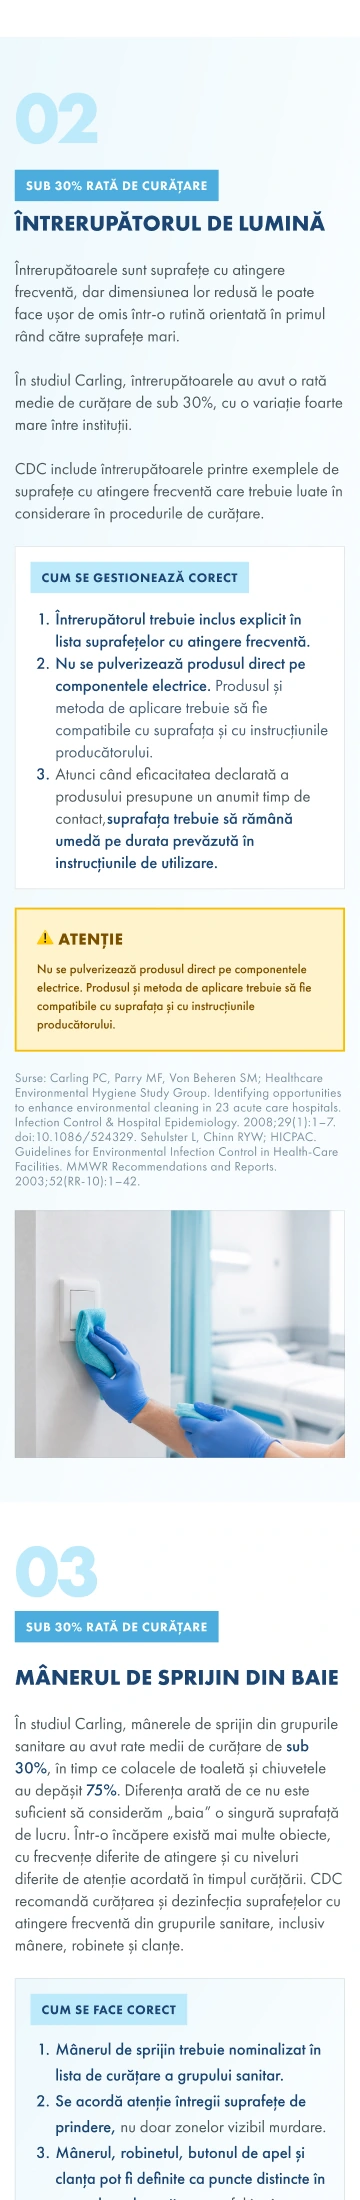 02
SUB 30% RATĂ DE CURĂȚARE
ÎNTRERUPĂTORUL DE LUMINĂ
Întrerupătoarele sunt suprafețe cu atingere
frecventă, dar dimensiunea lor redusă le poate
face ușor de omis într-o rutină orientată în primul
rând către suprafețe mari.
În studiul Carling, întrerupătoarele au avut o rată
medie de curățare de sub 30%, cu o variație foarte
mare între instituții.
CDC include întrerupătoarele printre exemplele de
suprafețe cu atingere frecventă care trebuie luate în
considerare în procedurile de curățare.
CUM SE GESTIONEAZĂ CORECT
1. Întrerupătorul trebuie inclus explicit în
lista suprafețelor cu atingere frecventă.
2. Nu se pulverizează produsul direct pe
componentele electrice. Produsul și
metoda de aplicare trebuie să fie
compatibile cu suprafața și cu instrucțiunile
producătorului.
3. Atunci când eficacitatea declarată a
produsului presupune un anumit timp de
contact,suprafața trebuie să rămână
umedă pe durata prevăzută în
instrucțiunile de utilizare.
⚠ ATENȚIE
Nu se pulverizează produsul direct pe componentele
electrice. Produsul și metoda de aplicare trebuie să fie
compatibile cu suprafața și cu instrucțiunile
producătorului.
Surse: Carling PC, Parry MF, Von Beheren SM; Healthcare
Environmental Hygiene Study Group. Identifying opportunities
to enhance environmental cleaning in 23 acute care hospitals.
Infection Control & Hospital Epidemiology. 2008;29(1):1–7.
doi:10.1086/524329. Sehulster L, Chinn RYW; HICPAC.
Guidelines for Environmental Infection Control in Health-Care
Facilities. MMWR Recommendations and Reports.
2003;52(RR-10):1–42.
03
SUB 30% RATĂ DE CURĂȚARE
MÂNERUL DE SPRIJIN DIN BAIE
În studiul Carling, mânerele de sprijin din grupurile
sanitare au avut rate medii de curățare de sub
30%, în timp ce colacele de toaletă și chiuvetele
au depășit 75%. Diferența arată de ce nu este
suficient să considerăm „baia” o singură suprafață
de lucru. Într-o încăpere există mai multe obiecte,
cu frecvențe diferite de atingere și cu niveluri
diferite de atenție acordată în timpul curățării. CDC
recomandă curățarea și dezinfecția suprafețelor cu
atingere frecventă din grupurile sanitare, inclusiv
mânere, robinete și clanțe.
CUM SE FACE CORECT
1. Mânerul de sprijin trebuie nominalizat în
lista de curățare a grupului sanitar.
2. Se acordă atenție întregii suprafețe de
prindere, nu doar zonelor vizibil murdare.
3. Mânerul, robinetul, butonul de apel și
clanța pot fi definite ca puncte distincte în